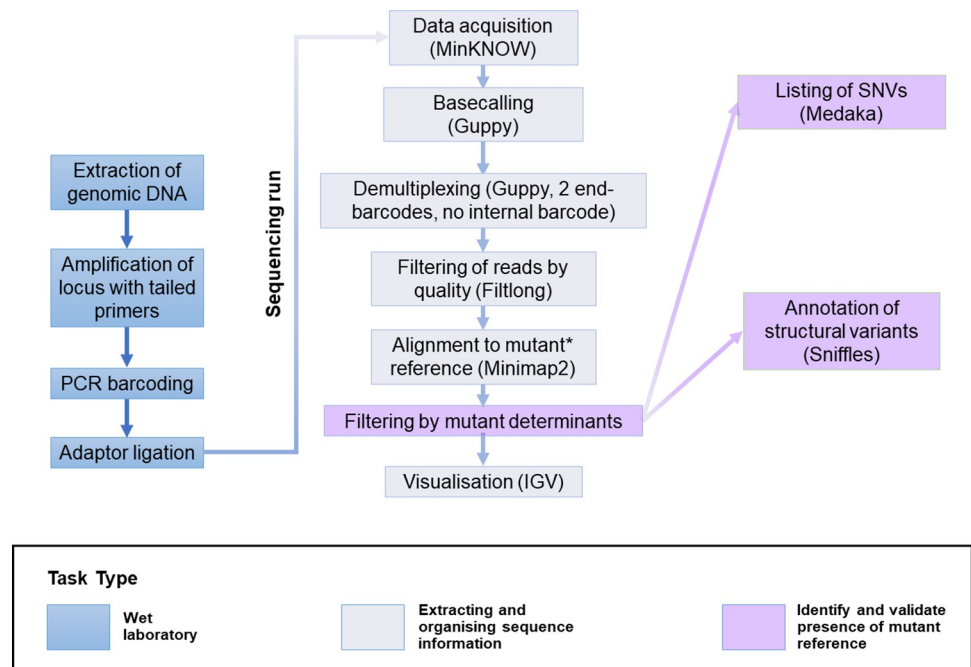 Extraction of
genomic DNA
Amplification of
locus with tailed
primers
PCR barcoding
Adaptor ligation
Sequencing run
Data acquisition
(MinKNOW)
Basecalling
(Guppy)
Demultiplexing (Guppy, 2 end-
barcodes, no internal barcode)
Filtering of reads by
quality (Filtlong)
Alignment to mutant*
reference (Minimap2)
Filtering by mutant determinants
Visualisation (IGV)
Listing of SNVs
(Medaka)
Annotation of
structural variants
(Sniffles)
Task Type
Wet
laboratory
Extracting and
organising sequence
information
Identify and validate
presence of mutant
reference